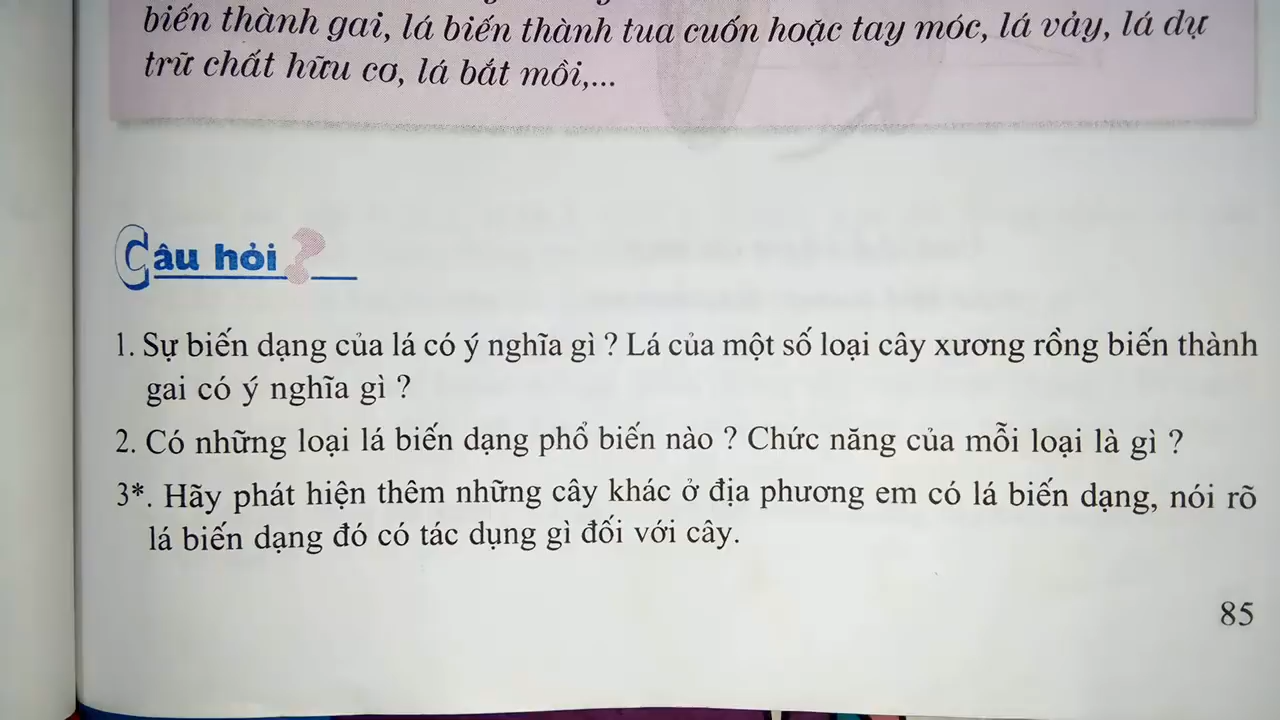 biến thành gai, lá biến thành tua cuốn hoặc tay móc, lá vảy, lá dự
trữ chất hữu cơ, lá bắt mồi,...
Câu hỏi ?
1. Sự biến dạng của lá có ý nghĩa gì ? Lá của một số loại cây xương rồng biến thành
gai có ý nghĩa gì ?
2. Có những loại lá biến dạng phổ biến nào ? Chức năng của mỗi loại là gì ?
3*. Hãy phát hiện thêm những cây khác ở địa phương em có lá biến dạng, nói rõ
lá biến dạng đó có tác dụng gì đối với cây.
85